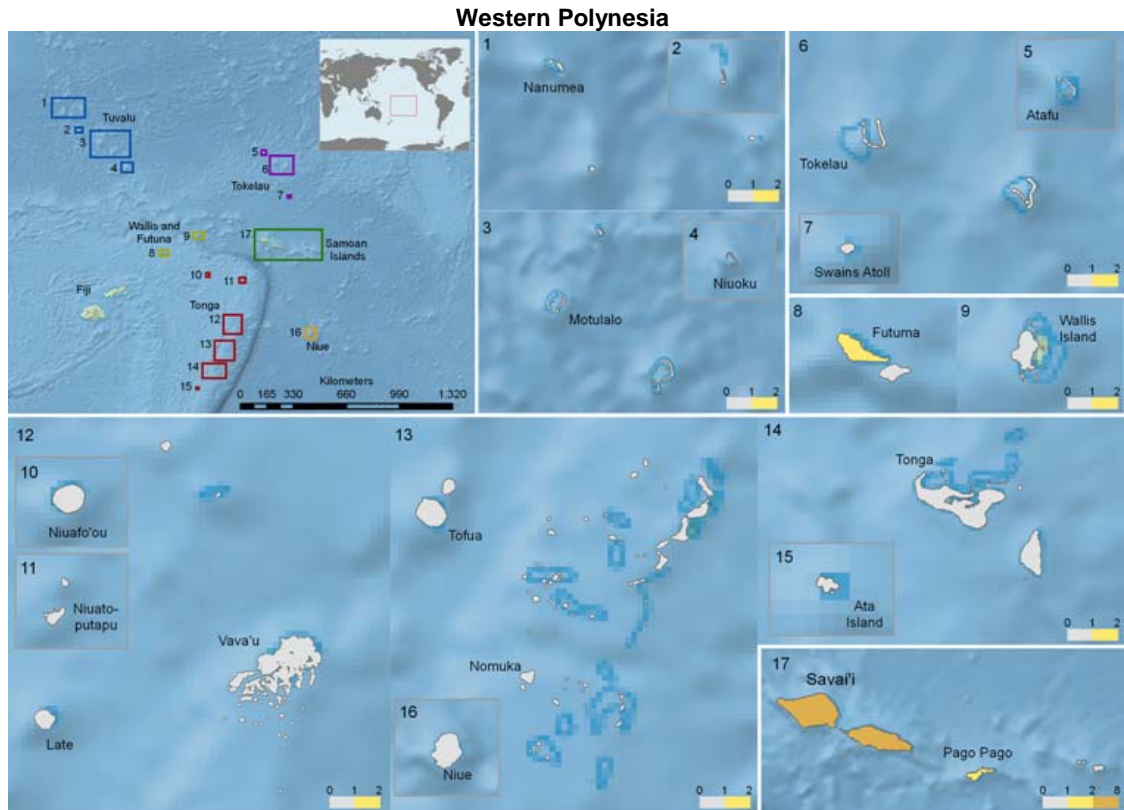 Western Polynesia
1
Tuvalu
2
3
4
5
6
Tokelau
7
Wallis and
Futuna
9
8
17
Samoan
Islands
10
11
Fiji
Tonga
12
13
14
15
16
Niue
Kilometers
0 165 330 660 990 1,320
1
Nanumea
2
0 1 2
3
Motulalo
4
Niuoku
0 1 2
6
5
Atafu
Tokelau
7
Swains Atoll
0 1 2
8
Futuma
0 1 2
9
Wallis
Island
0 1 2
12
10
Niuafo'ou
11
Niuato-
putapu
Vava'u
Late
0 1 2
13
Tofua
Nomuka
16
Niue
0 1 2
14
Tonga
15
Ata
Island
0 1 2
17
Savai'i
Pago Pago
0 1 2 8